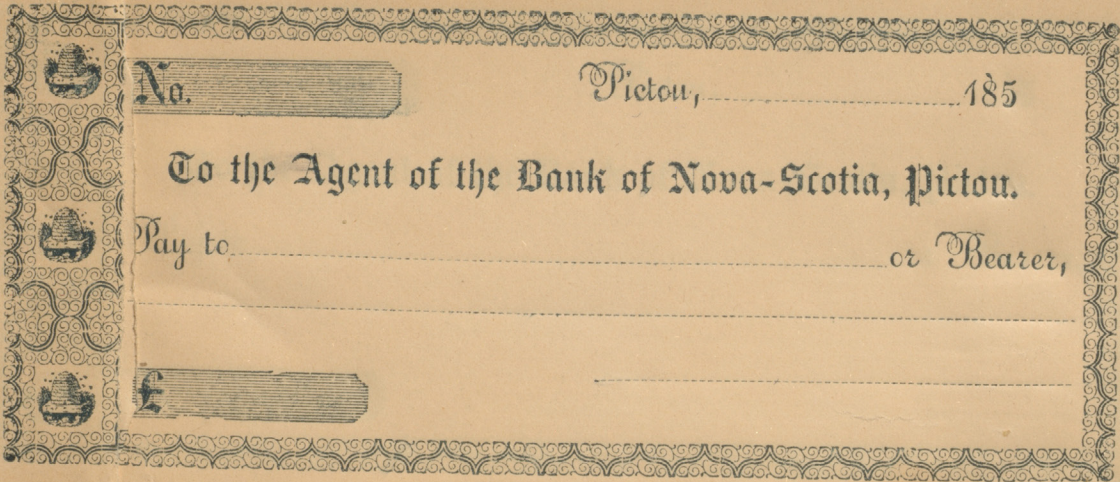 No. Pictou, 185
To the Agent of the Bank of Nova-Scotia, Pictou.
Pay to or Bearer,
£